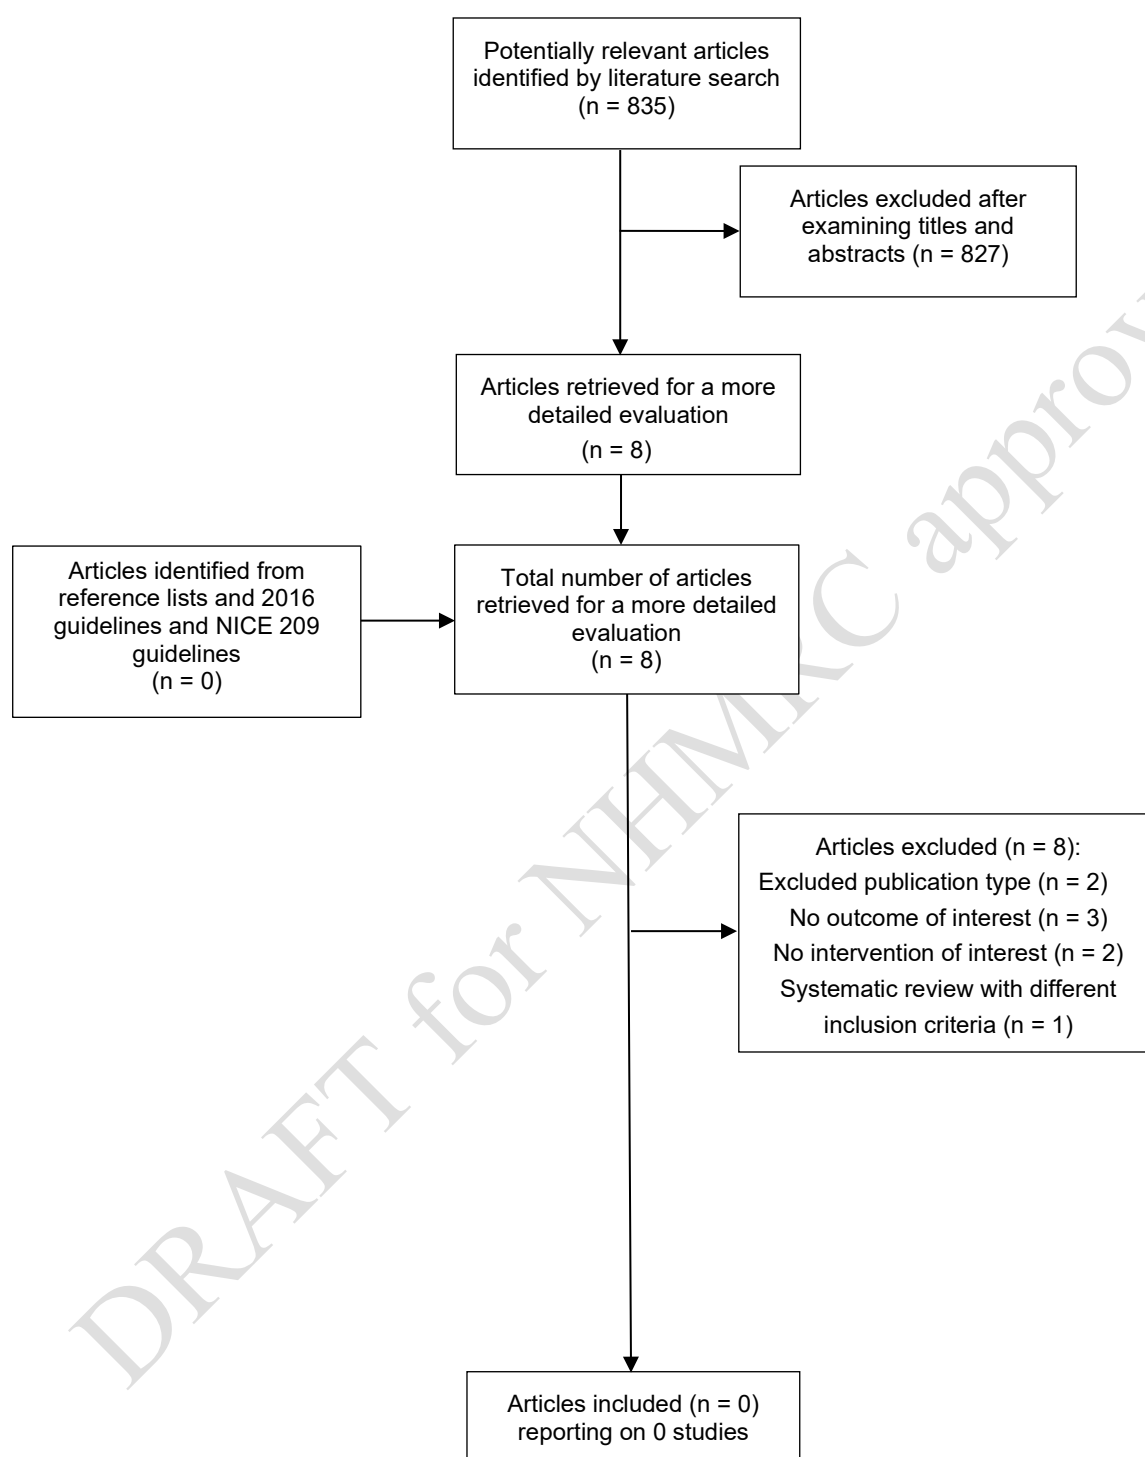 Potentially relevant articles
identified by literature search
(n = 835)
Articles excluded after
examining titles and
abstracts (n = 827)
Articles retrieved for a more
detailed evaluation
(n = 8)
Articles identified from
reference lists and 2016
guidelines and NICE 209
guidelines
(n = 0)
Total number of articles
retrieved for a more detailed
evaluation
(n = 8)
Articles excluded (n = 8):
Excluded publication type (n = 2)
No outcome of interest (n = 3)
No intervention of interest (n = 2)
Systematic review with different
inclusion criteria (n = 1)
Articles included (n = 0)
reporting on 0 studies
DRAFT for NHMRC